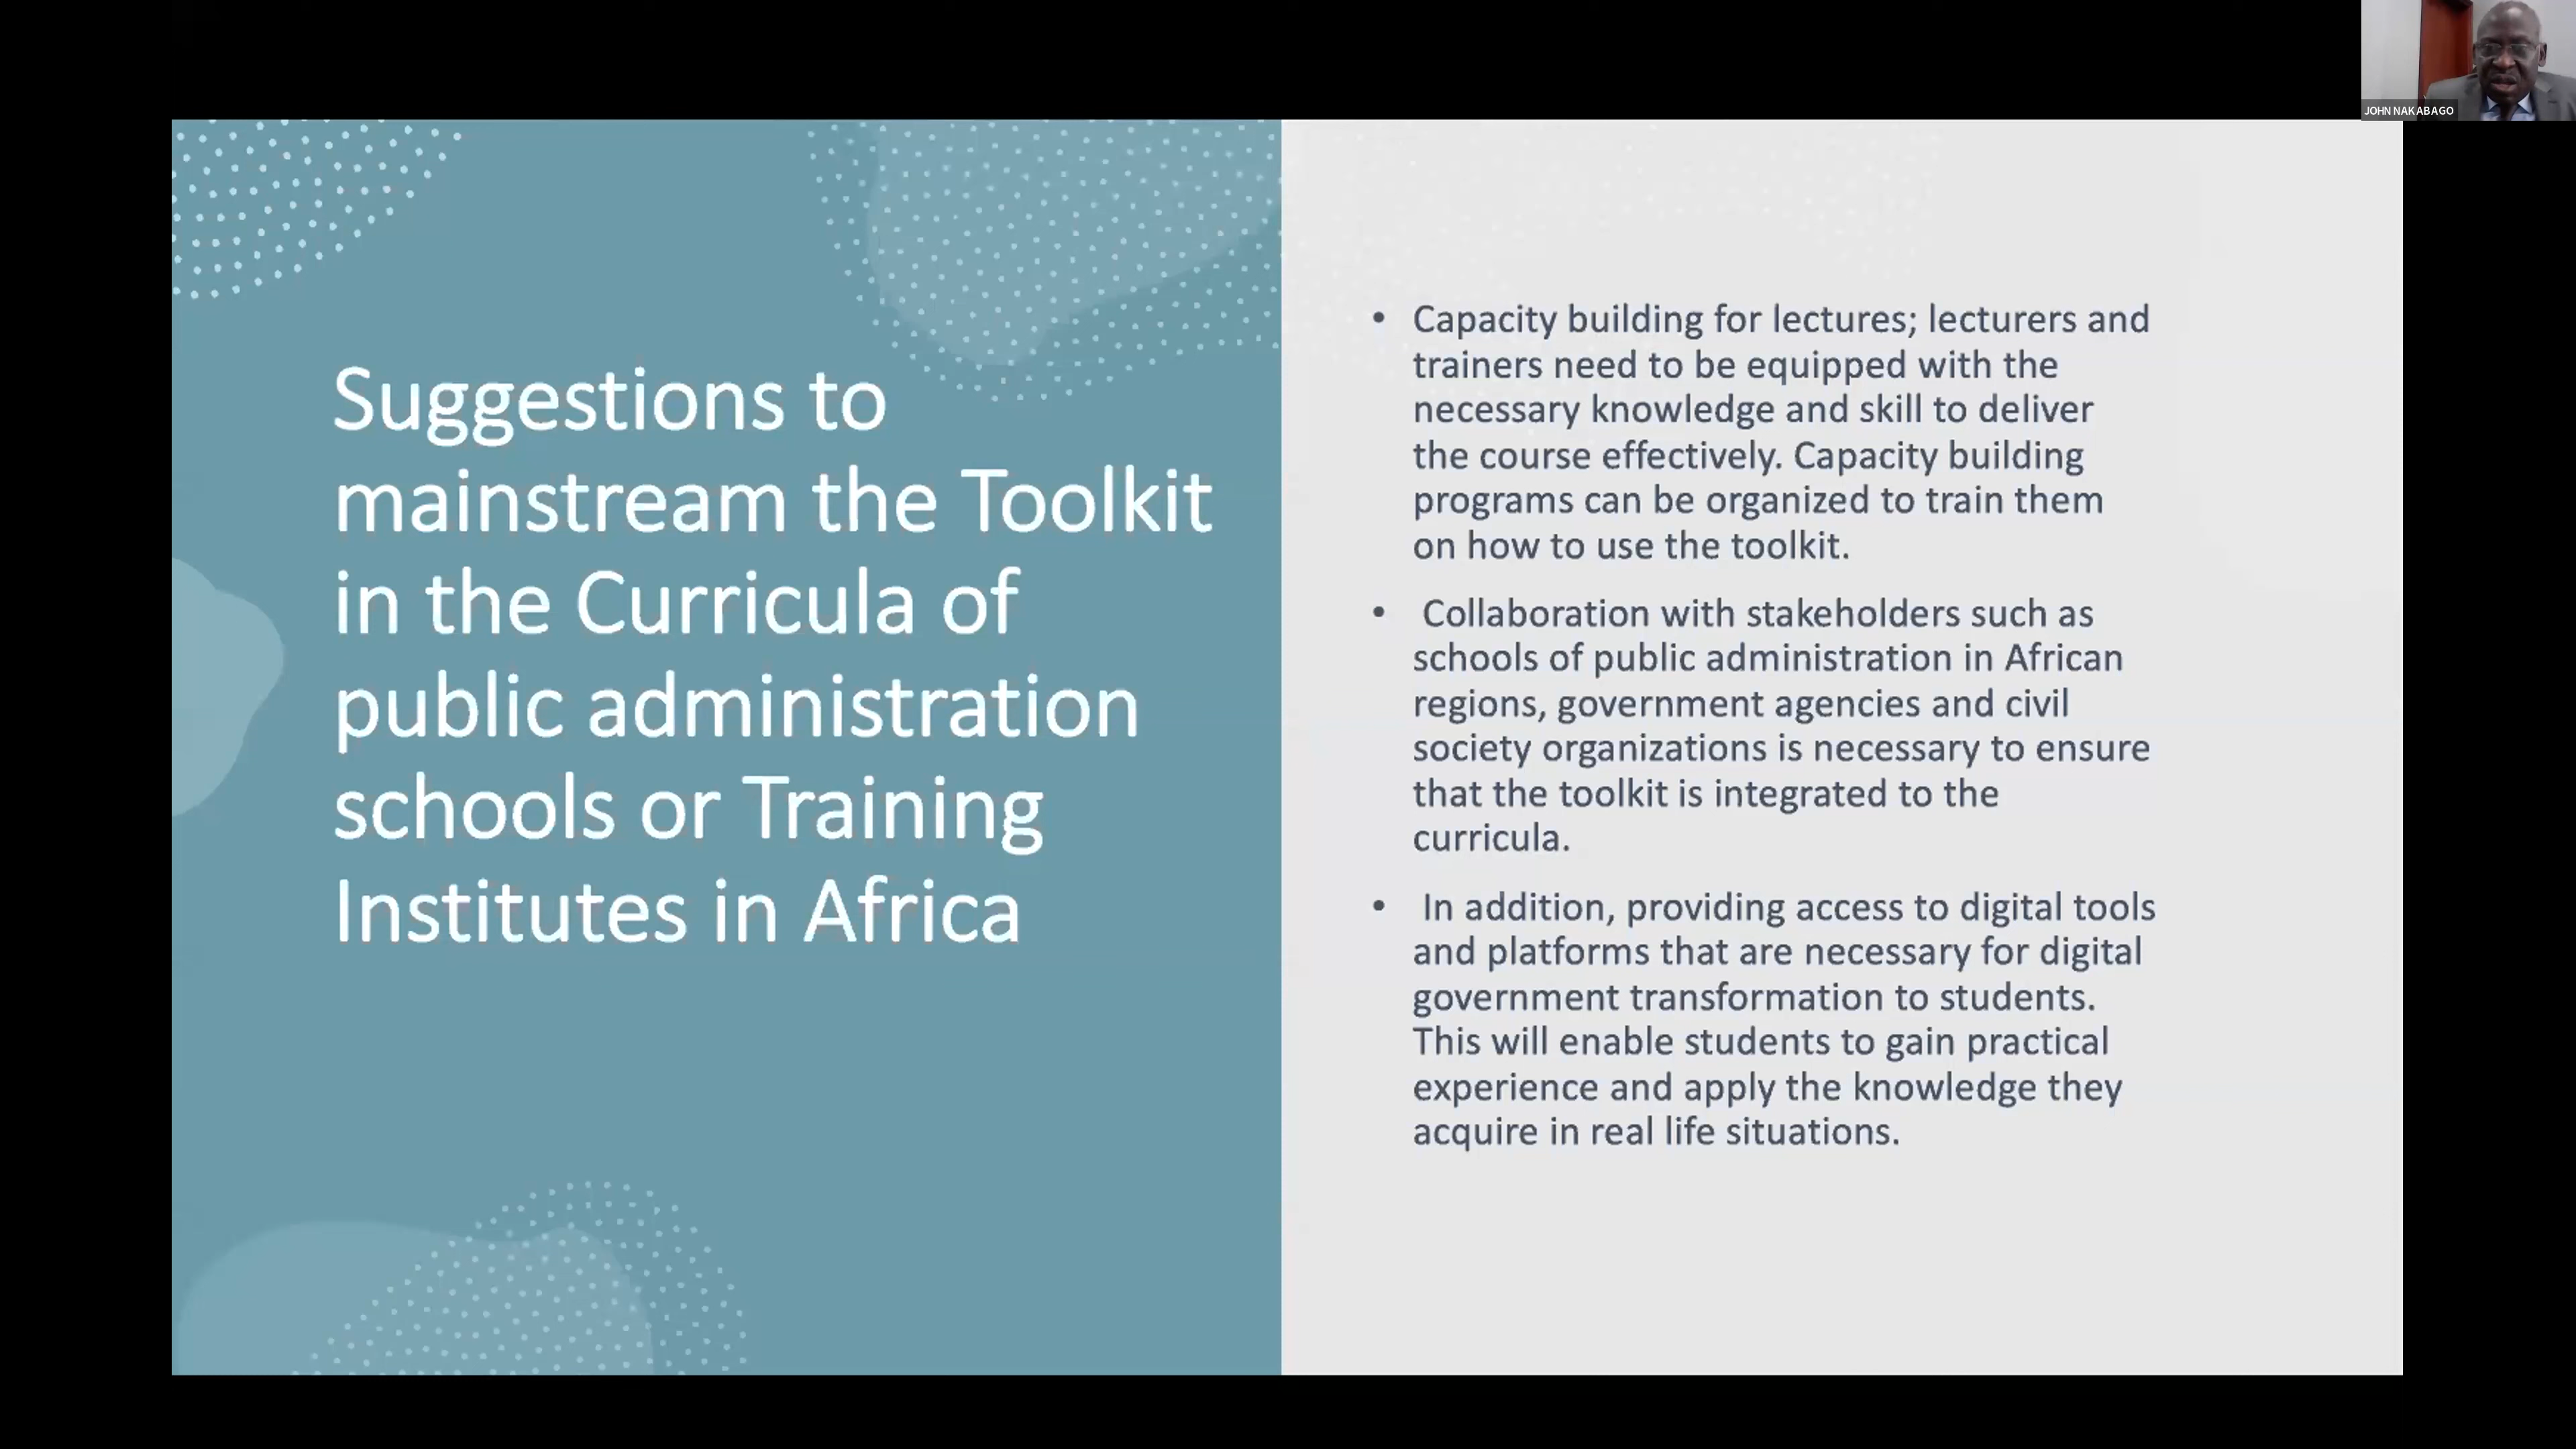 JOHN NAKABAGO
Suggestions to
mainstream the Toolkit
in the Curricula of
public administration
schools or Training
Institutes in Africa
• Capacity building for lectures; lecturers and
trainers need to be equipped with the
necessary knowledge and skill to deliver
the course effectively. Capacity building
programs can be organized to train them
on how to use the toolkit.
• Collaboration with stakeholders such as
schools of public administration in African
regions, government agencies and civil
society organizations is necessary to ensure
that the toolkit is integrated to the
curricula.
• In addition, providing access to digital tools
and platforms that are necessary for digital
government transformation to students.
This will enable students to gain practical
experience and apply the knowledge they
acquire in real life situations.